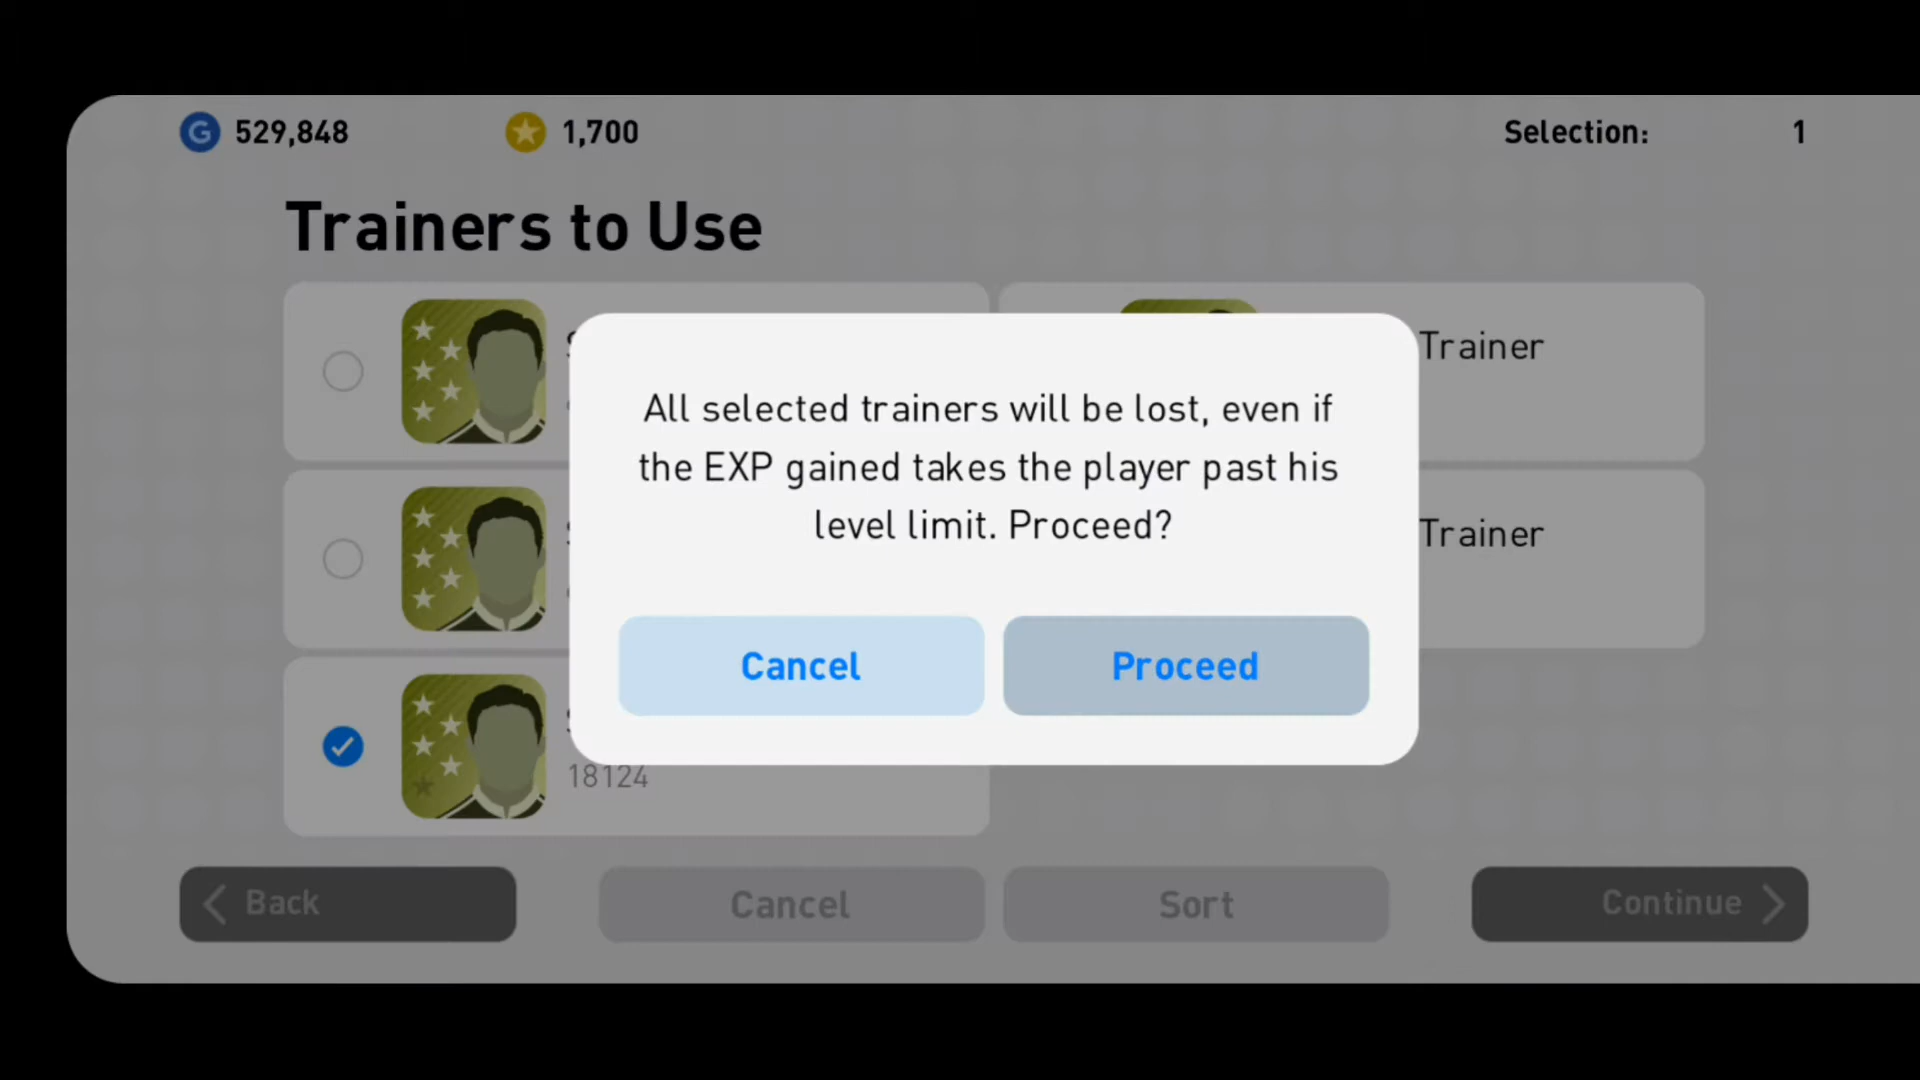 G 529,848 1,700 Selection: 1
Trainers to Use
Trainer
Trainer
All selected trainers will be lost, even if
the EXP gained takes the player past his
level limit. Proceed?
Cancel Proceed
18124
Back Cancel Sort Continue